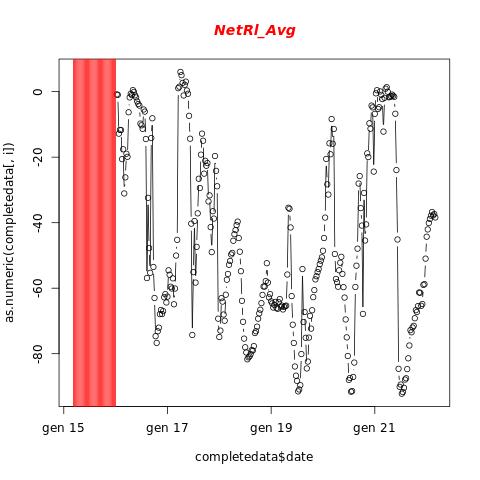 NetRl_Avg
as.numeric(completedata[, i])
0
-20
-40
-60
-80
gen 15
gen 17
gen 19
gen 21
completedata$date